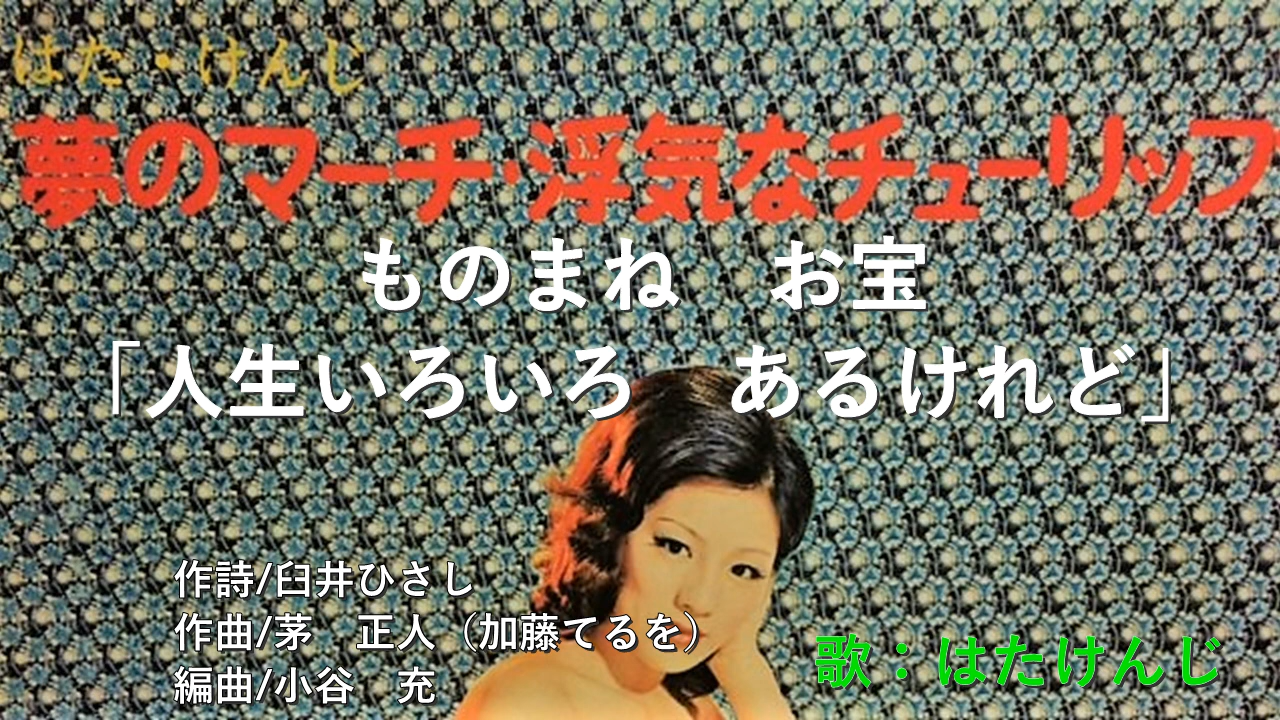 はた・けんじ
夢のマーチ・浮気なチューリップ
ものまね　お宝
「人生いろいろ　あるけれど」
作詩/臼井ひさし
作曲/茅　正人（加藤てるを）
編曲/小谷　充
歌：はたけんじ